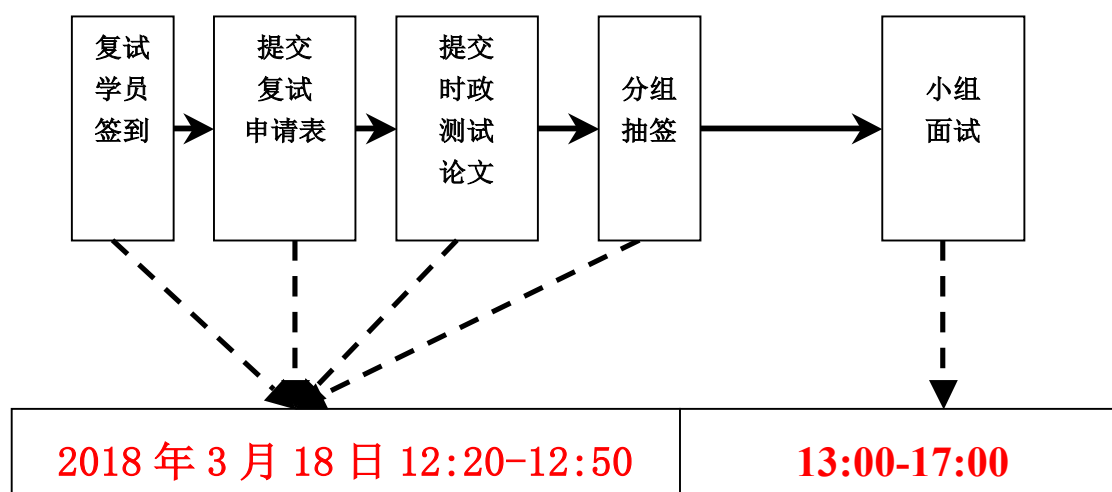 复试
学员
签到
提交
复试
申请表
提交
时政
测试
论文
分组
抽签
小组
面试
2018 年 3 月 18 日 12:20-12:50
13:00-17:00